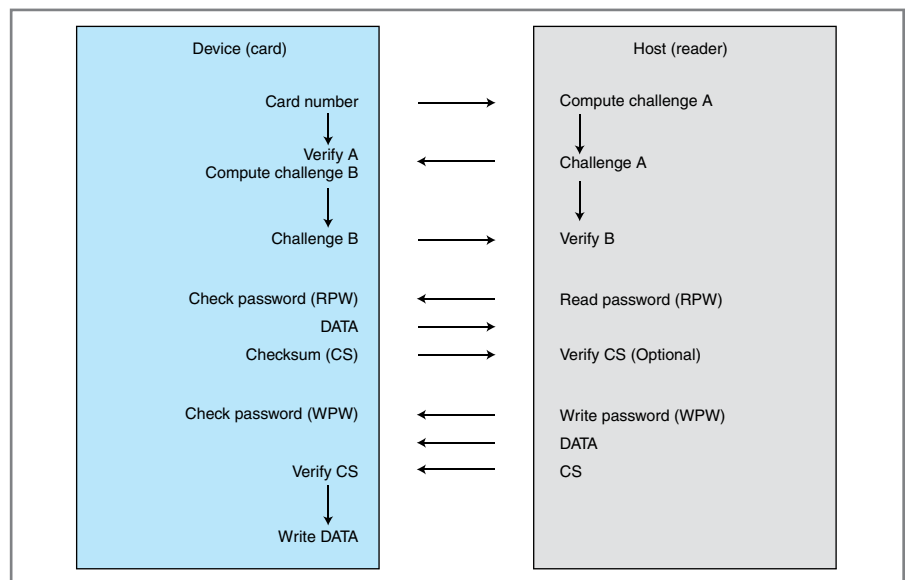 Device (card)
Host (reader)
Card number
Compute challenge A
Verify A
Compute challenge B
Challenge A
Challenge B
Verify B
Check password (RPW)
Read password (RPW)
DATA
Checksum (CS)
Verify CS (Optional)
Check password (WPW)
Write password (WPW)
DATA
Verify CS
CS
Write DATA